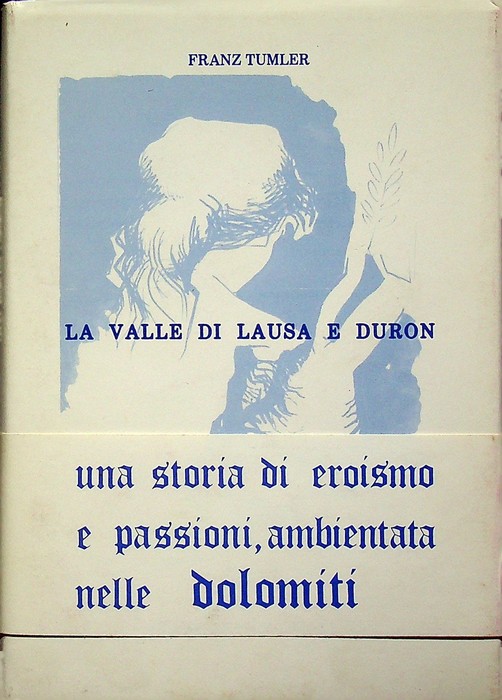 FRANZ TUMLER
LA VALLE DI LAUSA E DURON
una storia di eroismo
e passioni, ambientata
nelle dolomiti